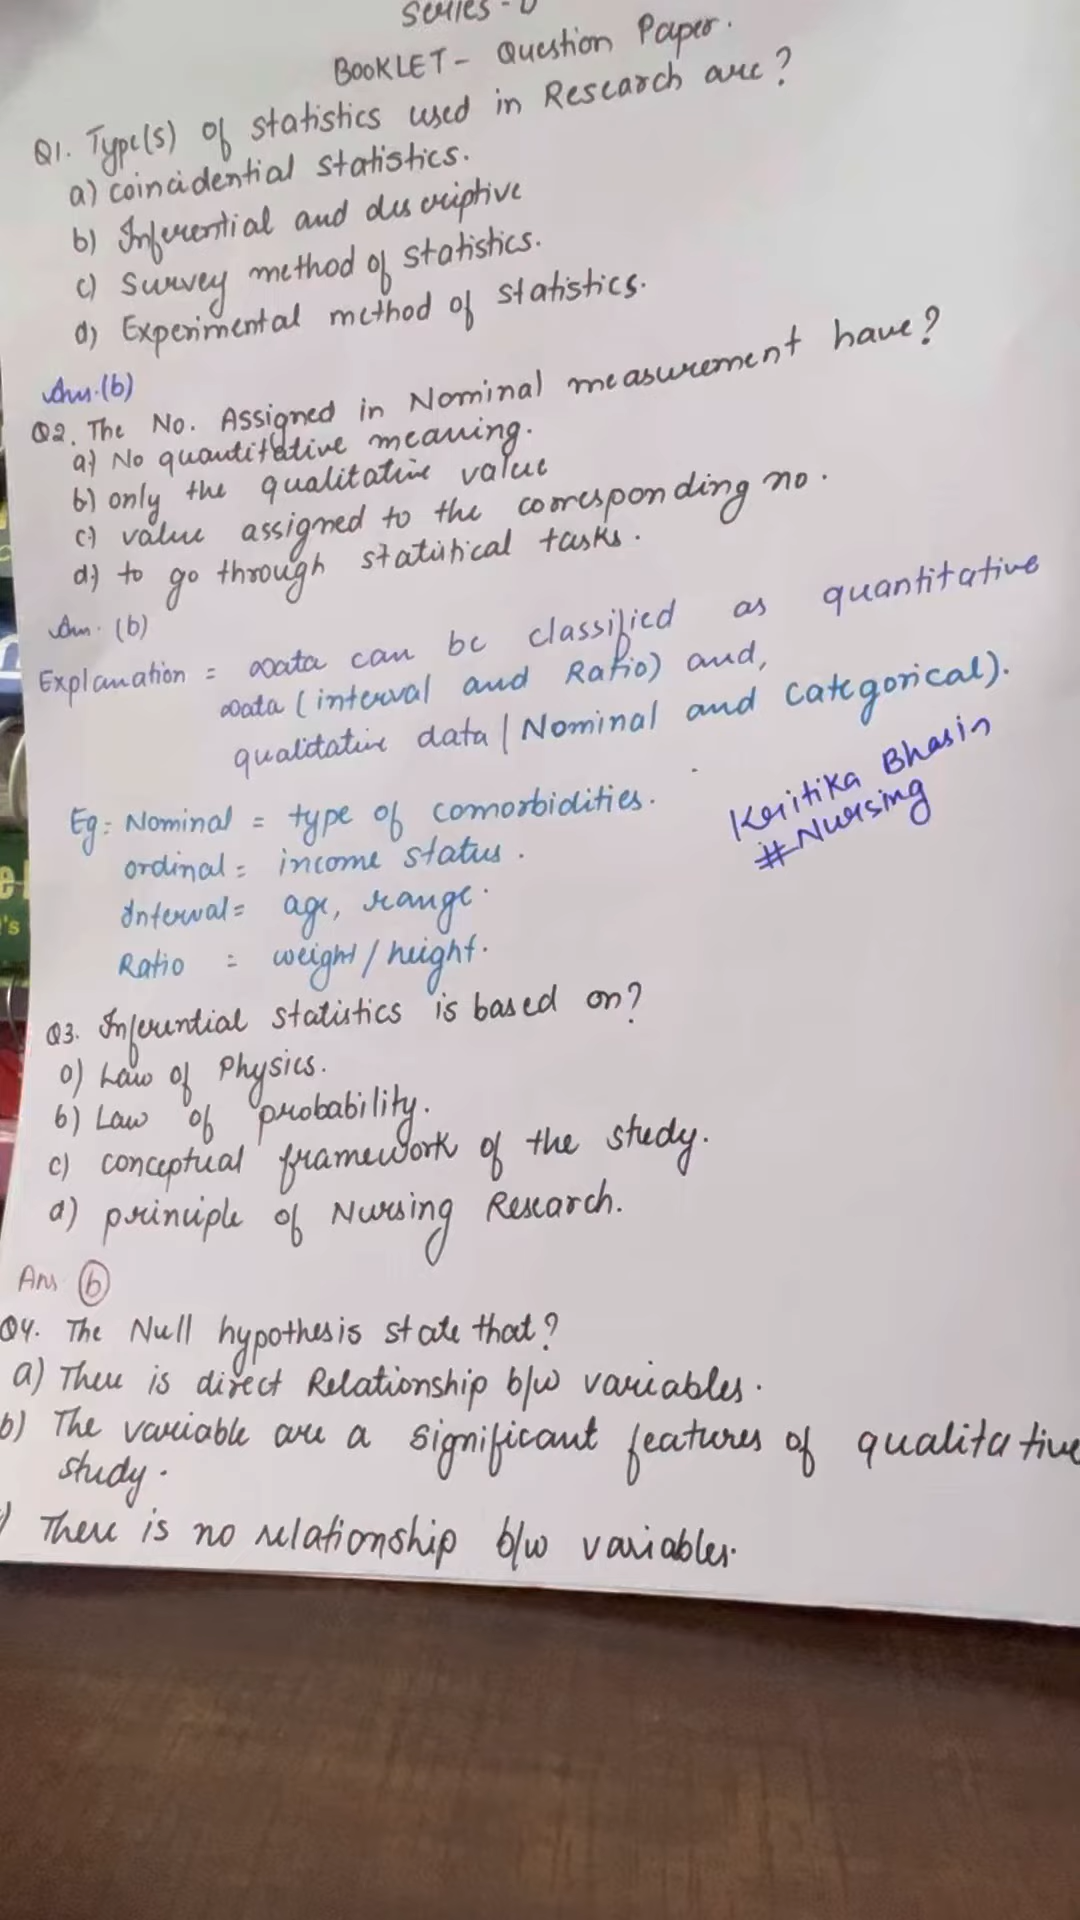 BOOKLET - Question Paper.
Q1. Type(s) of statistics used in Research are?
a) coincidential statistics.
b) Inferential and descriptive
c) Survey method of statistics.
d) Experimental method of statistics.
Ans.(b)
Q2. The No. Assigned in Nominal measurement have?
a) No quantitative meaning.
b) only the qualitative value
c) value assigned to the corresponding no.
d) to go through statistical tasks.
Ans. (b)
Explanation = Data can be classified as quantitative
Data (interval and Ratio) and,
qualitative data (Nominal and Categorical).
Kritika Bhasin
#Nursing
Eg: Nominal = type of comorbidities.
ordinal = income status.
Interval = age, range.
Ratio = weight/height.
Q3. Inferential statistics is based on?
a) Law of Physics.
b) Law of probability.
c) conceptual framework of the study.
d) principle of Nursing Research.
Ans (b)
Q4. The Null hypothesis state that?
a) There is direct Relationship b/w variables.
b) The variable are a significant features of qualitative
study.
) There is no relationship b/w variables.